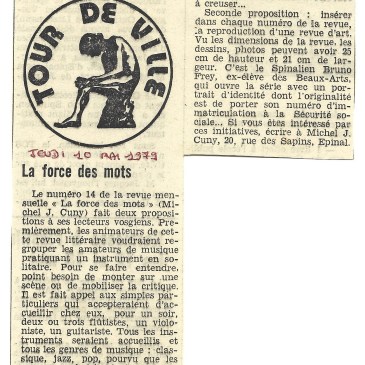 TOUR DE VILLE
JEUDI 10 MAI 1979
La force des mots
Le numéro 14 de la revue men-
suelle « La force des mots » (Mi-
chel J. Cuny) fait deux proposi-
tions à ses lecteurs vosgiens. Pre-
mièrement, les animateurs de cet-
te revue littéraire voudraient re-
grouper les amateurs de musique
pratiquant un instrument en so-
litaire. Pour se faire entendre,
point besoin de monter sur une
scène ou de mobiliser la critique.
Il est fait appel aux simples par-
ticuliers qui accepteraient d'ac-
cueillir chez eux, pour un soir,
deux ou trois flûtistes, un violo-
niste, un guitariste. Tous les ins-
truments seraient accueillis et
tous les genres de musique : clas-
sique, jazz, pop, pourvu que les
à creuser...
Seconde proposition : insérer
dans chaque numéro de la revue,
la reproduction d'une revue d'art.
Vu les dimensions de la revue, les
dessins, photos peuvent avoir 25
cm de hauteur et 21 cm de lar-
geur. C'est le Spinalien Bruno
Frey, ex-élève des Beaux-Arts,
qui ouvre la série avec un por-
trait d'identité dont l'originalité
est de porter son numéro d'im-
matriculation à la Sécurité so-
ciale... Si vous êtes intéressé par
ces initiatives, écrire à Michel J.
Cuny, 20, rue des Sapins, Epinal.